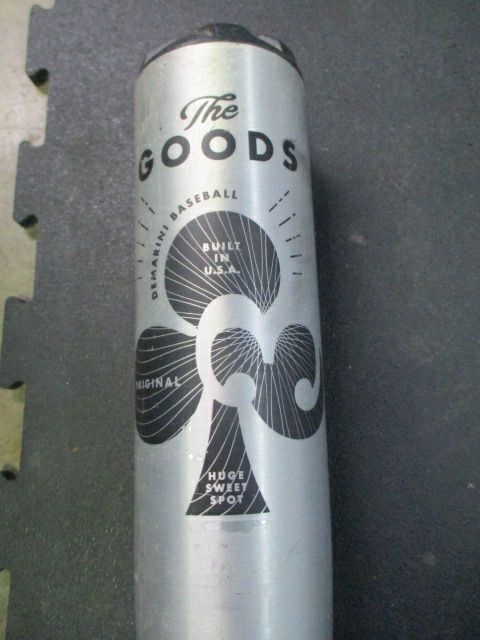 The
GOODS
DEMARINI BASEBALL
BUILT
IN
U.S.A.
ORIGINAL
HUGE
SWEET
SPOT